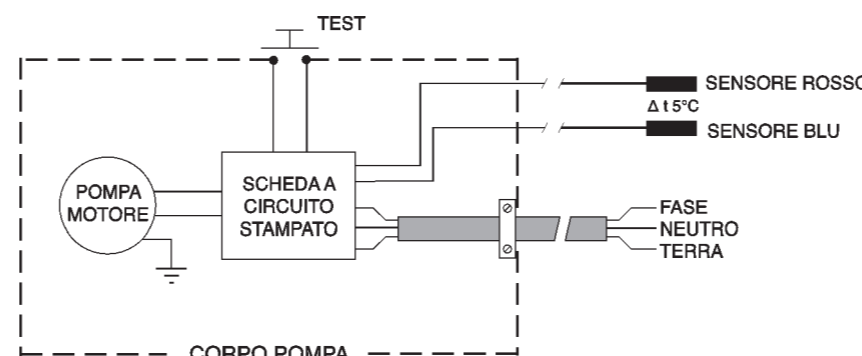 TEST
SENSORE ROSSO
Δ t 5°C
SENSORE BLU
POMPA
MOTORE
SCHEDA A
CIRCUITO
STAMPATO
FASE
NEUTRO
TERRA
CORPO POMPA